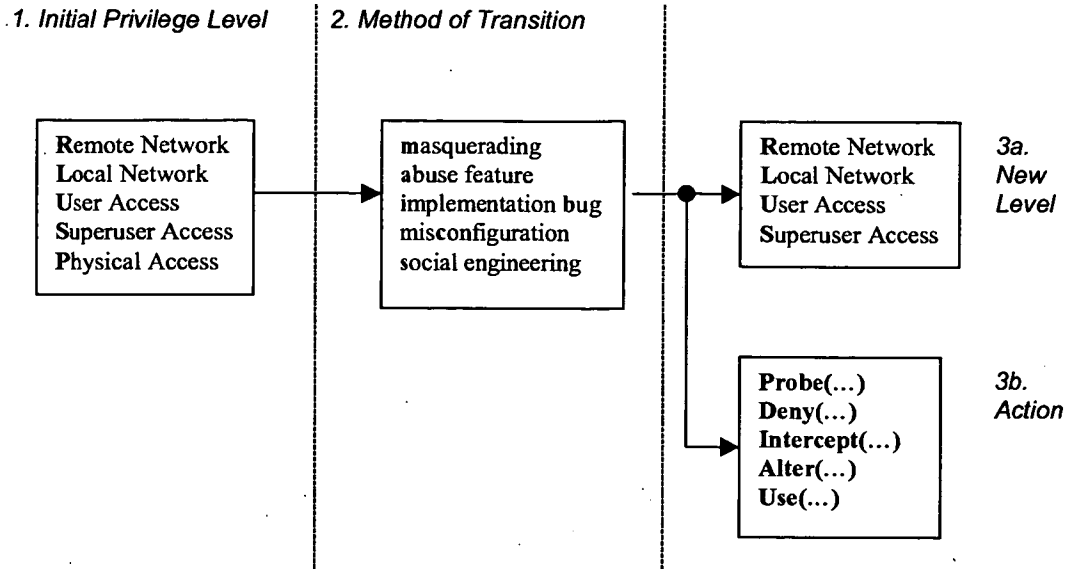 1. Initial Privilege Level
2. Method of Transition
Remote Network
Local Network
User Access
Superuser Access
Physical Access
masquerading
abuse feature
implementation bug
misconfiguration
social engineering
Remote Network
Local Network
User Access
Superuser Access
3a.
New
Level
Probe(...)
Deny(...)
Intercept(...)
Alter(...)
Use(...)
3b.
Action